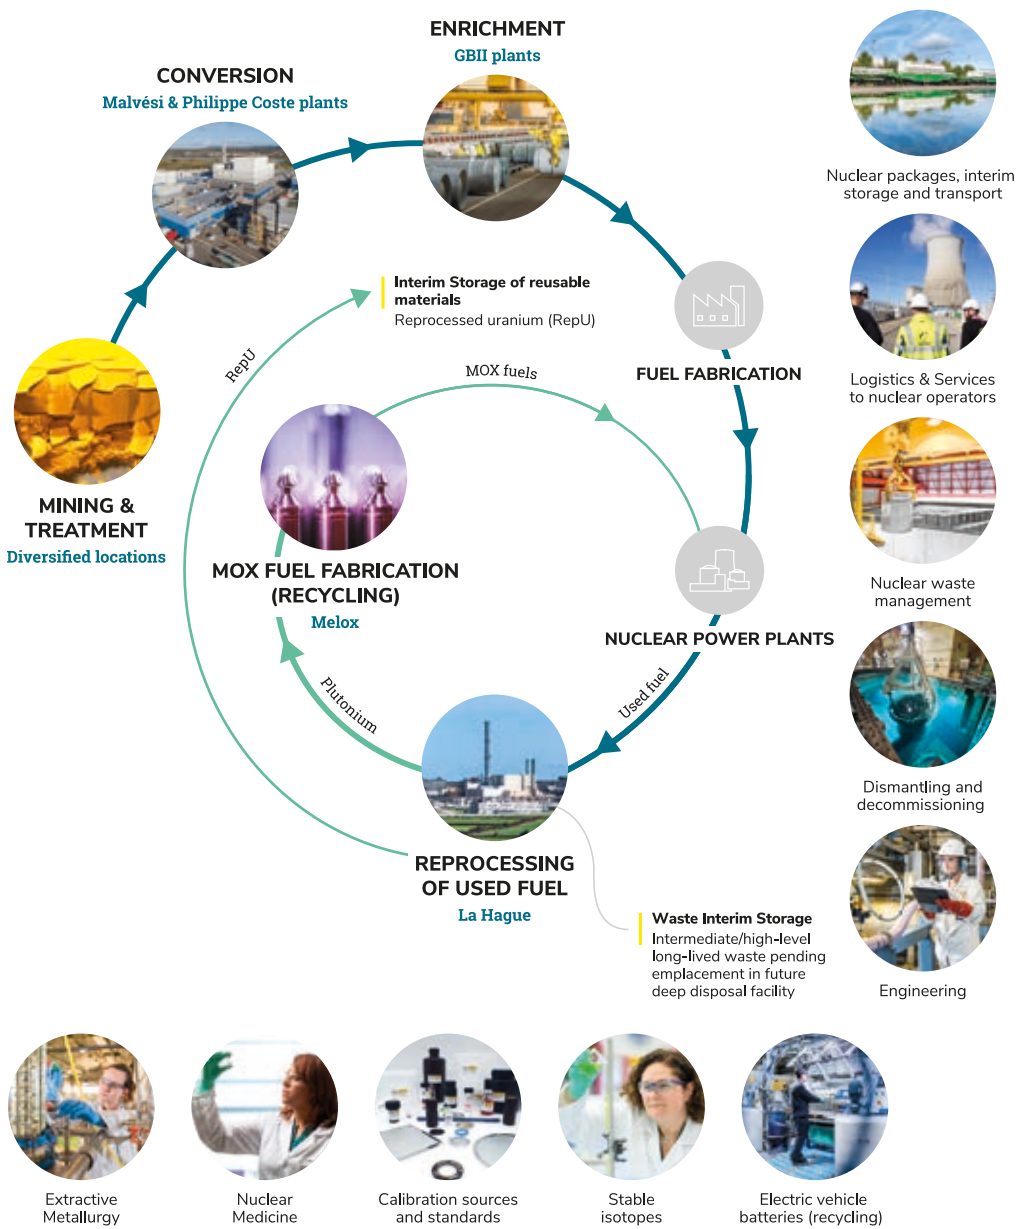 ENRICHMENT
GBII plants
CONVERSION
Malvési & Philippe Coste plants
Nuclear packages, interim
storage and transport
Interim Storage of reusable
materials
Reprocessed uranium (RepU)
RepU
MOX fuels
FUEL FABRICATION
Logistics & Services
to nuclear operators
MINING &
TREATMENT
Diversified locations
MOX FUEL FABRICATION
(RECYCLING)
Melox
Nuclear waste
management
NUCLEAR POWER PLANTS
Plutonium
Used fuel
Dismantling and
decommissioning
REPROCESSING
OF USED FUEL
La Hague
Waste Interim Storage
Intermediate/high-level
long-lived waste pending
emplacement in future
deep disposal facility
Engineering
Extractive
Metallurgy
Nuclear
Medicine
Calibration sources
and standards
Stable
isotopes
Electric vehicle
batteries (recycling)